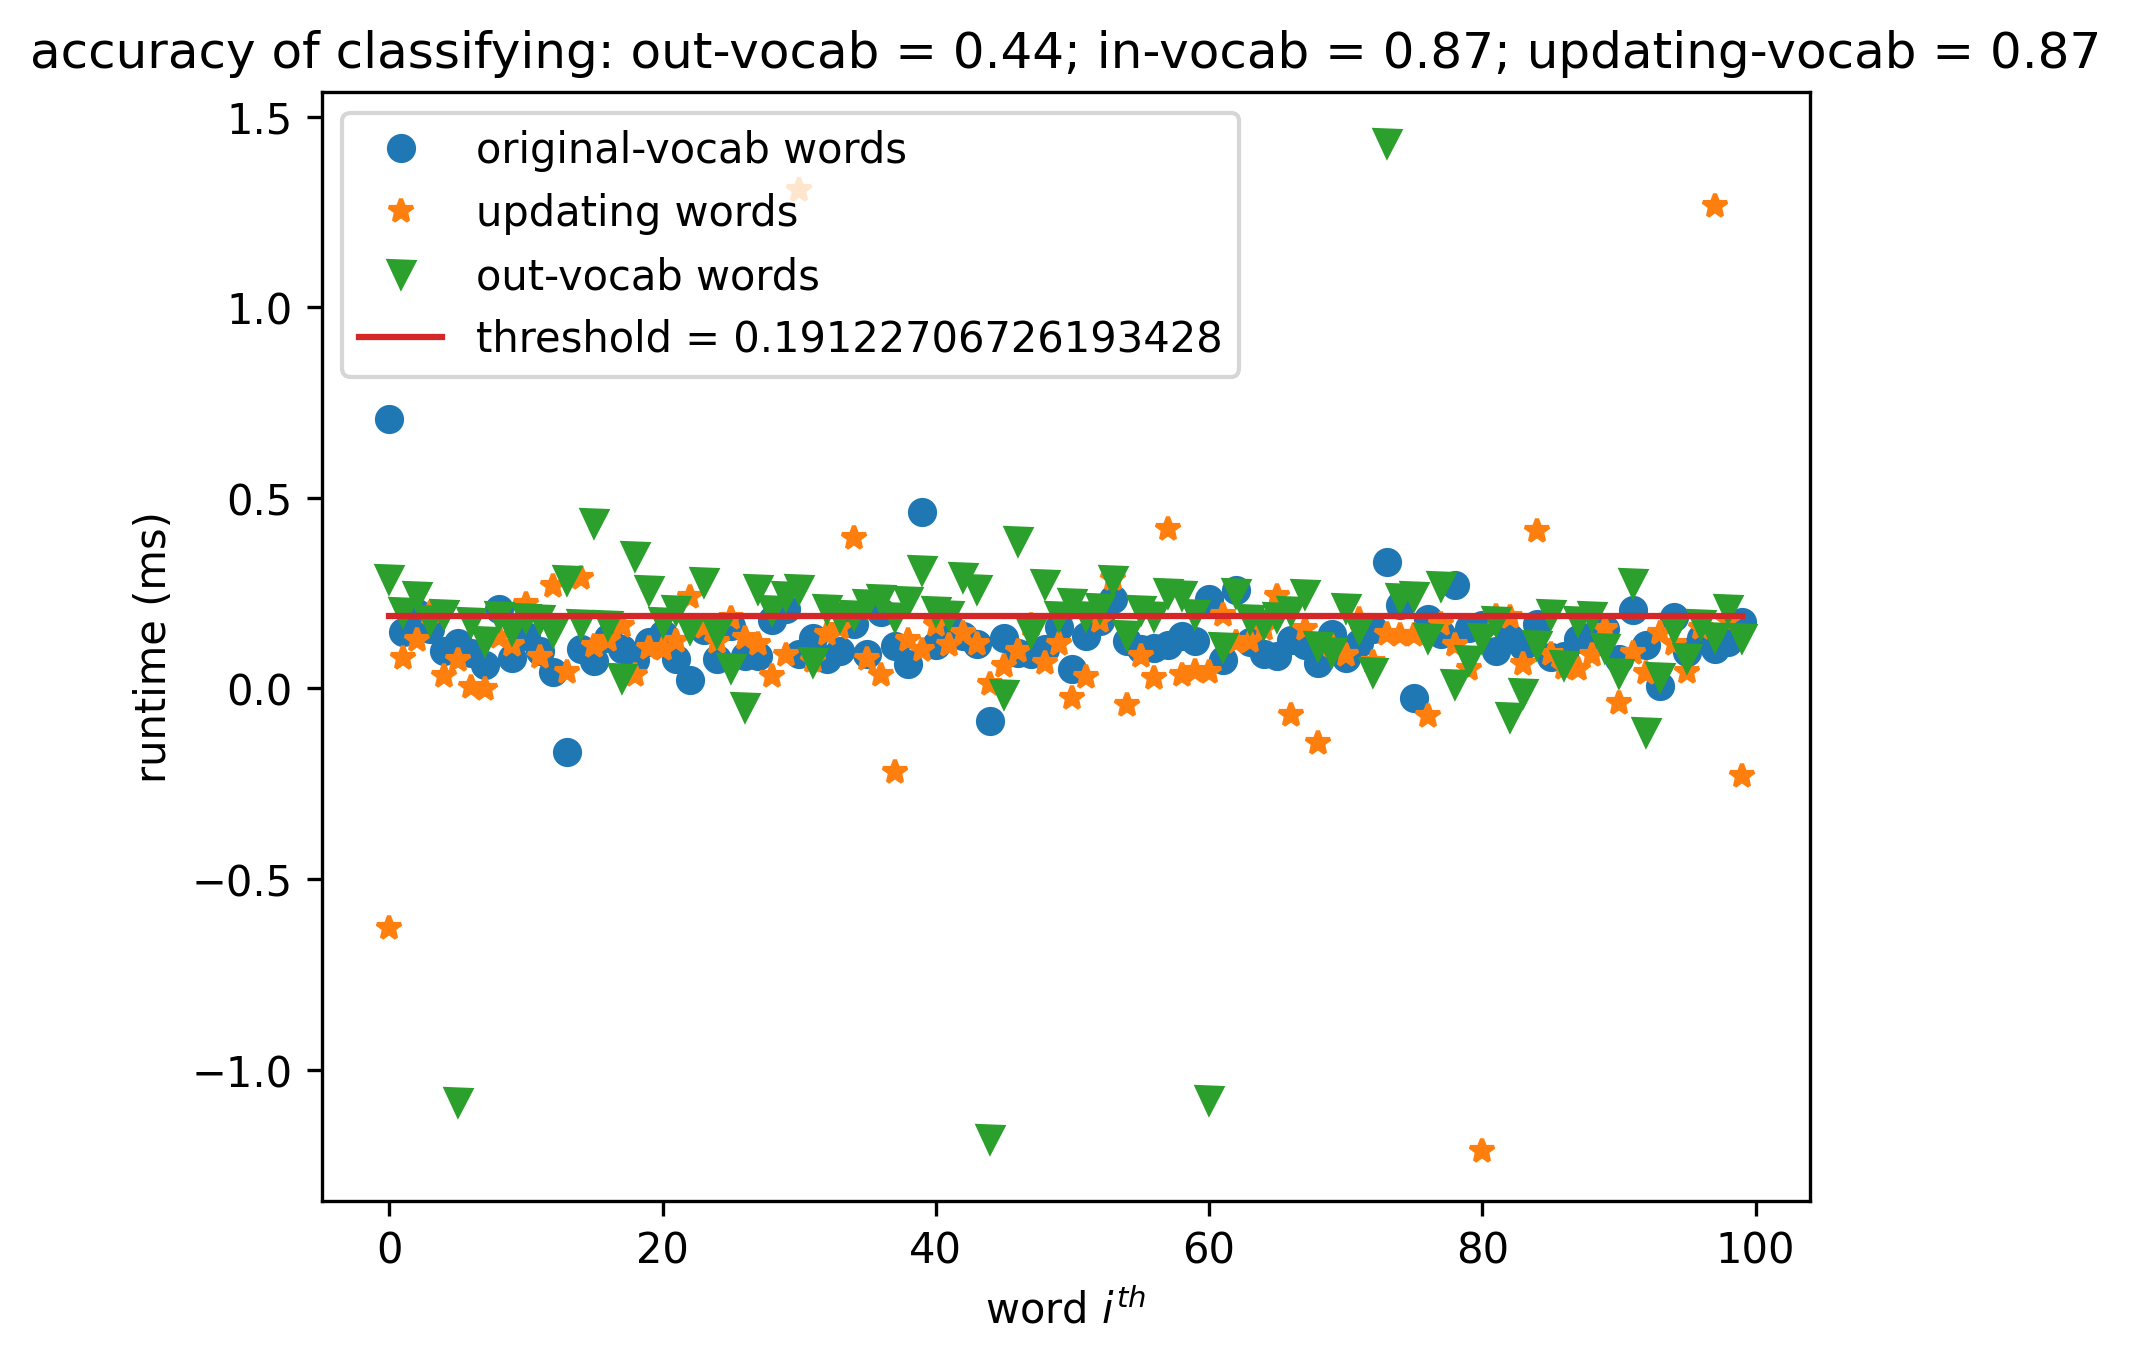 accuracy of classifying: out-vocab = 0.44; in-vocab = 0.87; updating-vocab = 0.87
original-vocab words
updating words
out-vocab words
threshold = 0.19122706726193428
1.5
1.0
0.5
0.0
−0.5
−1.0
runtime (ms)
0 20 40 60 80 100
word i^th